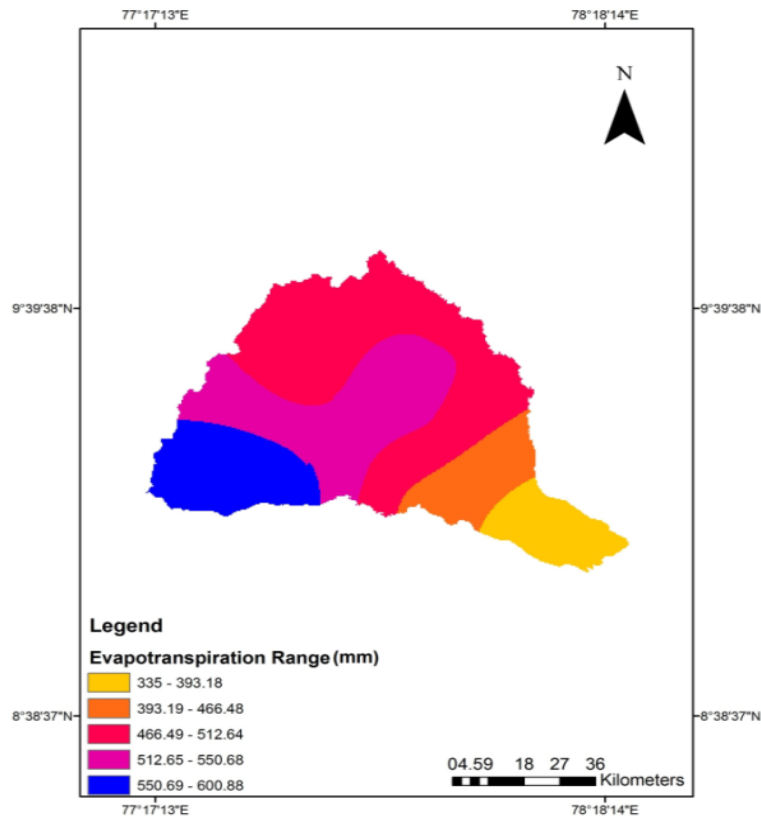 77°17'13"E 78°18'14"E
N
9°39'38"N 9°39'38"N
Legend
Evapotranspiration Range (mm)
335 - 393.18
393.19 - 466.48
466.49 - 512.64
512.65 - 550.68
550.69 - 600.88
8°38'37"N 8°38'37"N
04.59 18 27 36
Kilometers
77°17'13"E 78°18'14"E